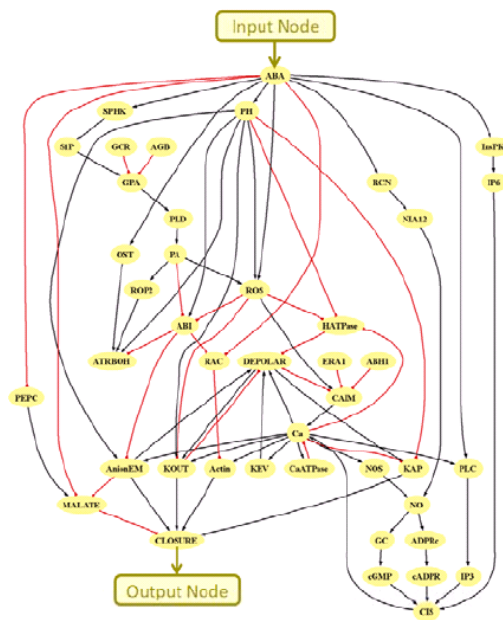 Input Node
ABA
SPHK
PH
InsPK
S1P
GCR
AGD
GPA
RCN
IP6
NIA12
PLD
OST
PA
ROP2
ROS
ABI
HATPase
ATRBOH
RAC
DEPOLAR
ERA1
ABH1
PEPC
CAIM
Ca
AnionEM
KOUT
Actin
KEV
CaATPase
NOS
KAP
PLC
MALATE
NO
CLOSURE
GC
ADPRc
cGMP
cADPR
IP3
Output Node
CIS